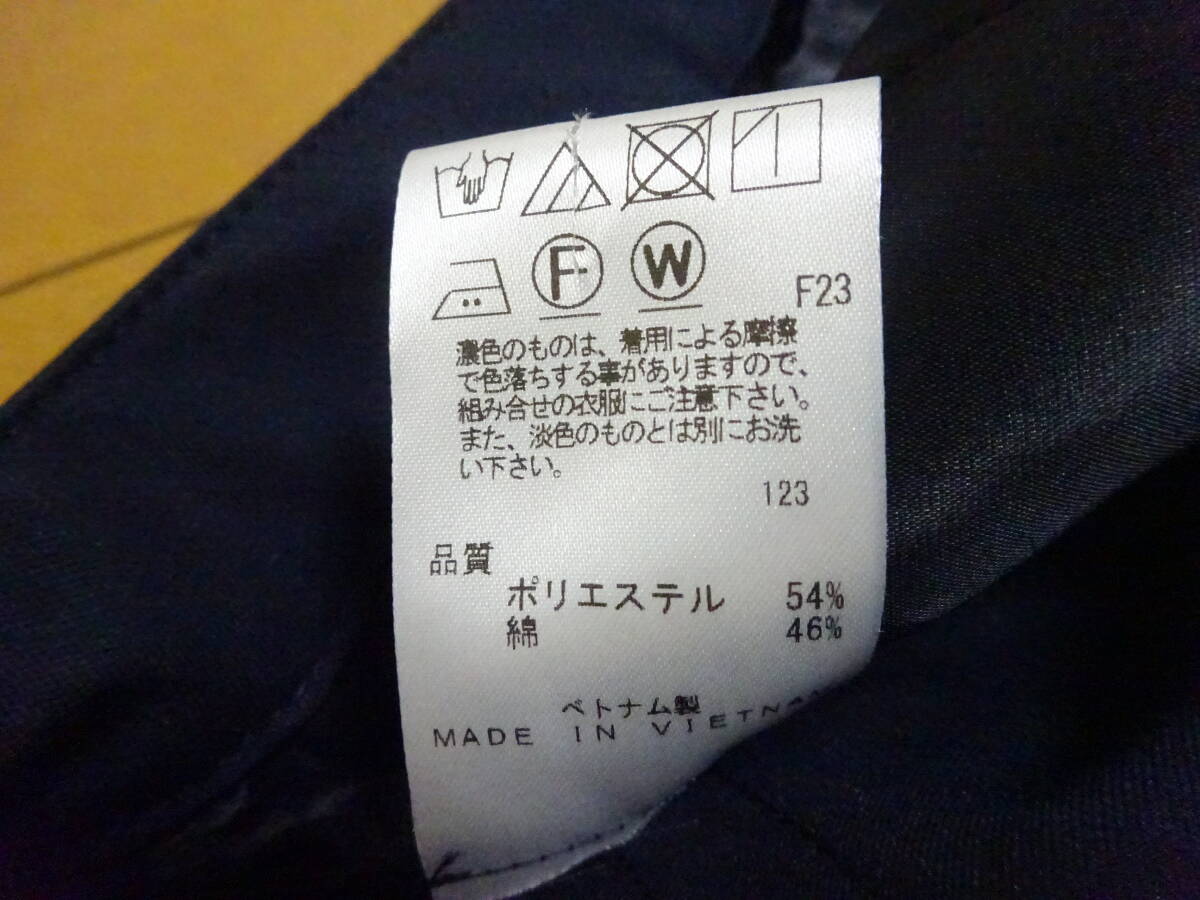 F W
F23
濃色のものは、着用による摩擦
で色落ちする事がありますので、
組み合せの衣服にご注意下さい。
また、淡色のものとは別にお洗
い下さい。
123
品質
ポリエステル 54%
綿 46%
ベトナム製
MADE IN VIETNA